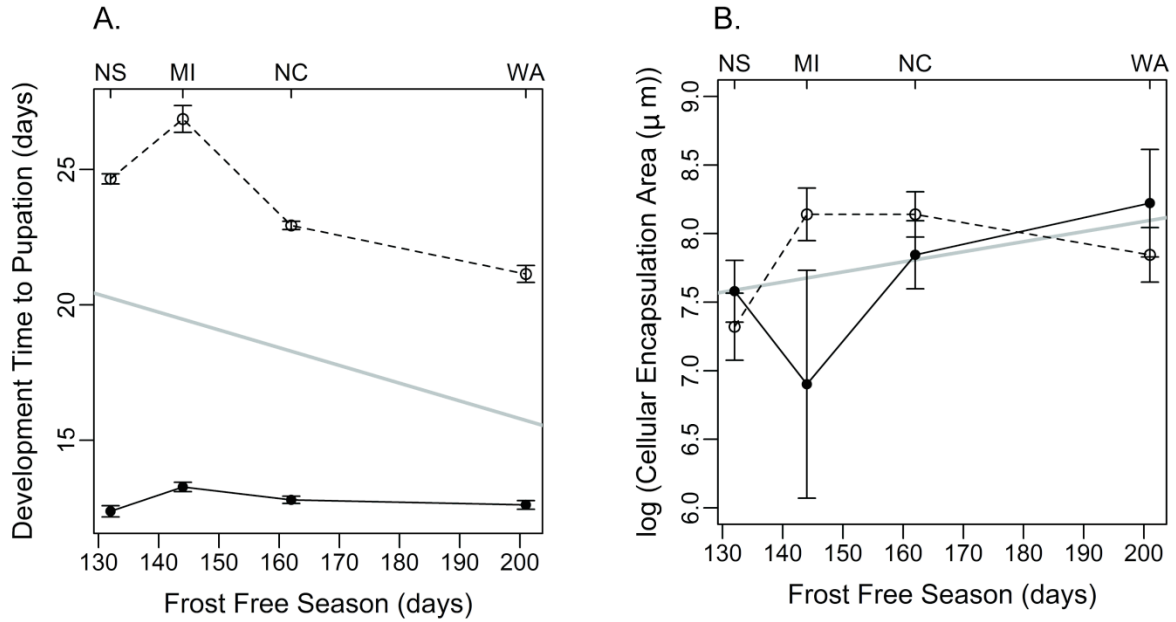 A.
NS MI NC WA
Development Time to Pupation (days)
25
20
15
130 140 150 160 170 180 190 200
Frost Free Season (days)
B.
NS MI NC WA
log (Cellular Encapsulation Area (μ m))
9.0
8.5
8.0
7.5
7.0
6.5
6.0
130 140 150 160 170 180 190 200
Frost Free Season (days)